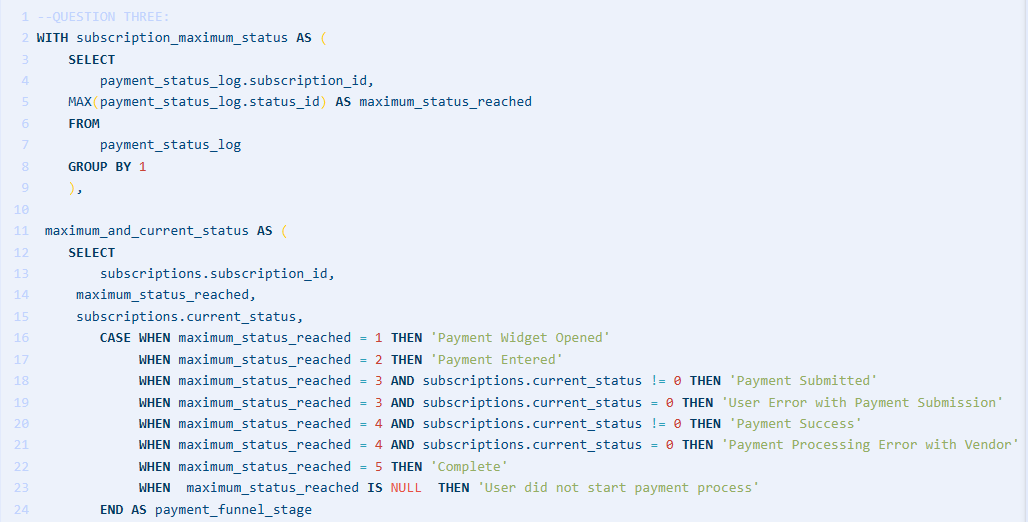 1 --QUESTION THREE:
2 WITH subscription_maximum_status AS (
3 SELECT
4 payment_status_log.subscription_id,
5 MAX(payment_status_log.status_id) AS maximum_status_reached
6 FROM
7 payment_status_log
8 GROUP BY 1
9 ),
10
11 maximum_and_current_status AS (
12 SELECT
13 subscriptions.subscription_id,
14 maximum_status_reached,
15 subscriptions.current_status,
16 CASE WHEN maximum_status_reached = 1 THEN 'Payment Widget Opened'
17 WHEN maximum_status_reached = 2 THEN 'Payment Entered'
18 WHEN maximum_status_reached = 3 AND subscriptions.current_status != 0 THEN 'Payment Submitted'
19 WHEN maximum_status_reached = 3 AND subscriptions.current_status = 0 THEN 'User Error with Payment Submission'
20 WHEN maximum_status_reached = 4 AND subscriptions.current_status != 0 THEN 'Payment Success'
21 WHEN maximum_status_reached = 4 AND subscriptions.current_status = 0 THEN 'Payment Processing Error with Vendor'
22 WHEN maximum_status_reached = 5 THEN 'Complete'
23 WHEN  maximum_status_reached IS NULL  THEN 'User did not start payment process'
24 END AS payment_funnel_stage